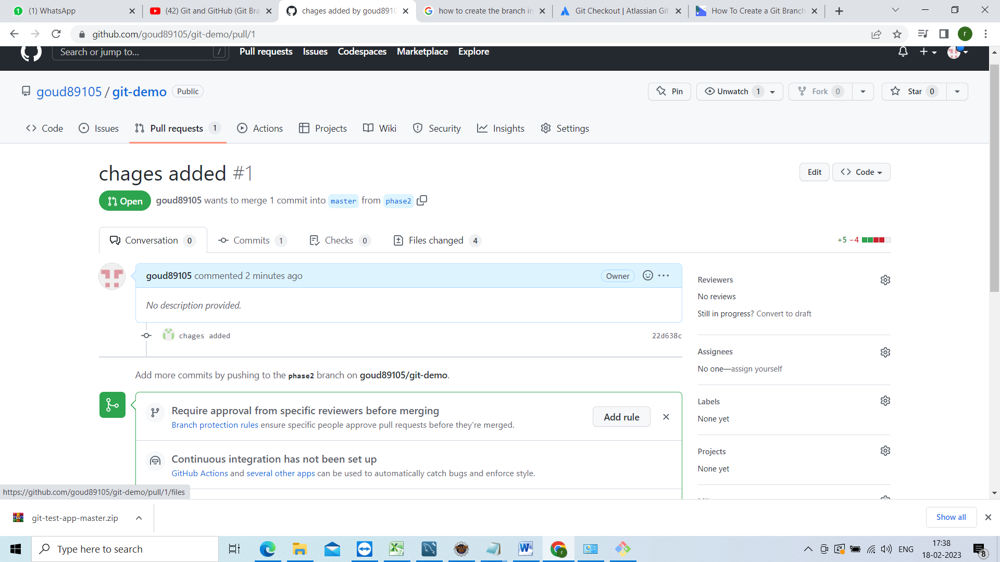 (1) WhatsApp
(42) Git and GitHub (Git Bra
chages added by goud8910
how to create the branch in
Git Checkout | Atlassian Git
How To Create a Git Branch
github.com/goud89105/git-demo/pull/1
r
Search or jump to... /
Pull requests Issues Codespaces Marketplace Explore
goud89105 / git-demo Public
Pin
Unwatch 1
Fork 0
Star 0
Code
Issues
Pull requests 1
Actions
Projects
Wiki
Security
Insights
Settings
chages added #1
Edit
Code
Open
goud89105 wants to merge 1 commit into master from phase2
Conversation 0
Commits 1
Checks 0
Files changed 4
+5 −4
goud89105 commented 2 minutes ago
Owner
No description provided.
chages added
22d638c
Add more commits by pushing to the phase2 branch on goud89105/git-demo.
Require approval from specific reviewers before merging
Branch protection rules ensure specific people approve pull requests before they're merged.
Add rule
Continuous integration has not been set up
GitHub Actions and several other apps can be used to automatically catch bugs and enforce style.
Reviewers
No reviews
Still in progress? Convert to draft
Assignees
No one—assign yourself
Labels
None yet
Projects
None yet
https://github.com/goud89105/git-demo/pull/1/files
git-test-app-master.zip
Show all
Type here to search
ENG
17:38
18-02-2023
8